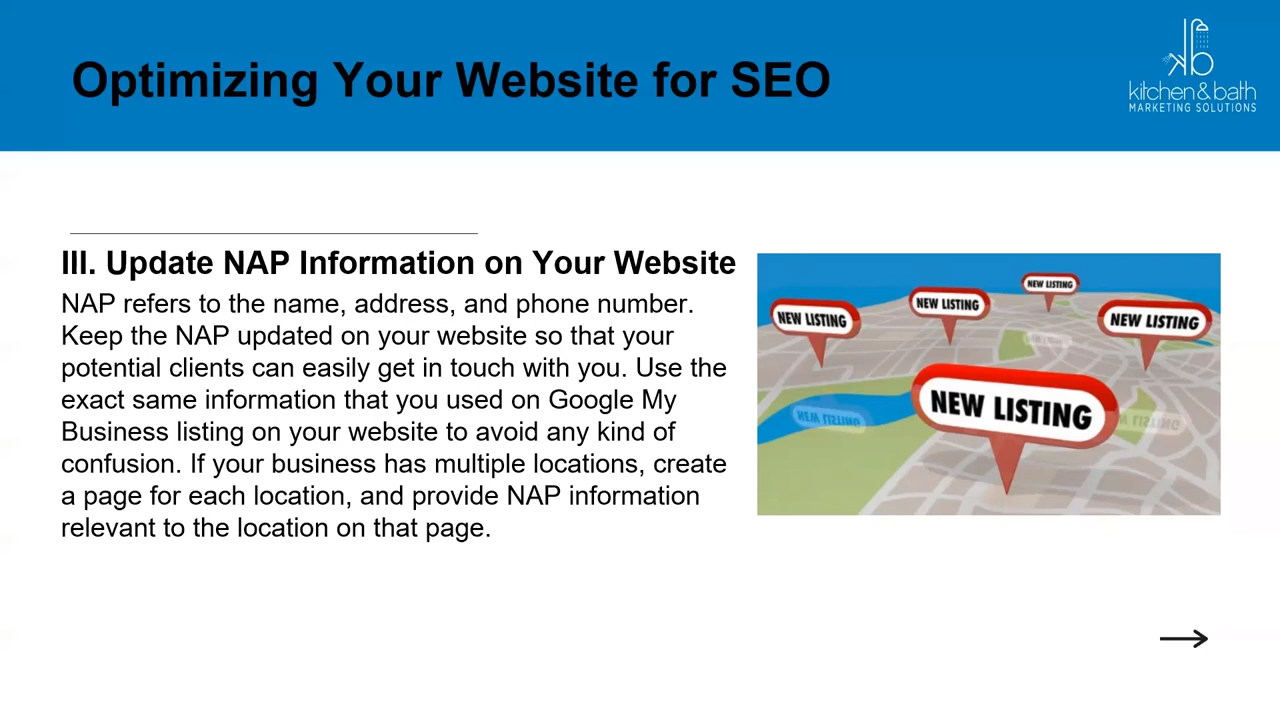 Optimizing Your Website for SEO
kitchen&bath
MARKETING SOLUTIONS
III. Update NAP Information on Your Website
NAP refers to the name, address, and phone number.
Keep the NAP updated on your website so that your
potential clients can easily get in touch with you. Use the
exact same information that you used on Google My
Business listing on your website to avoid any kind of
confusion. If your business has multiple locations, create
a page for each location, and provide NAP information
relevant to the location on that page.
NEW LISTING
NEW LISTING
NEW LISTING
NEW LISTING
NEW LISTING